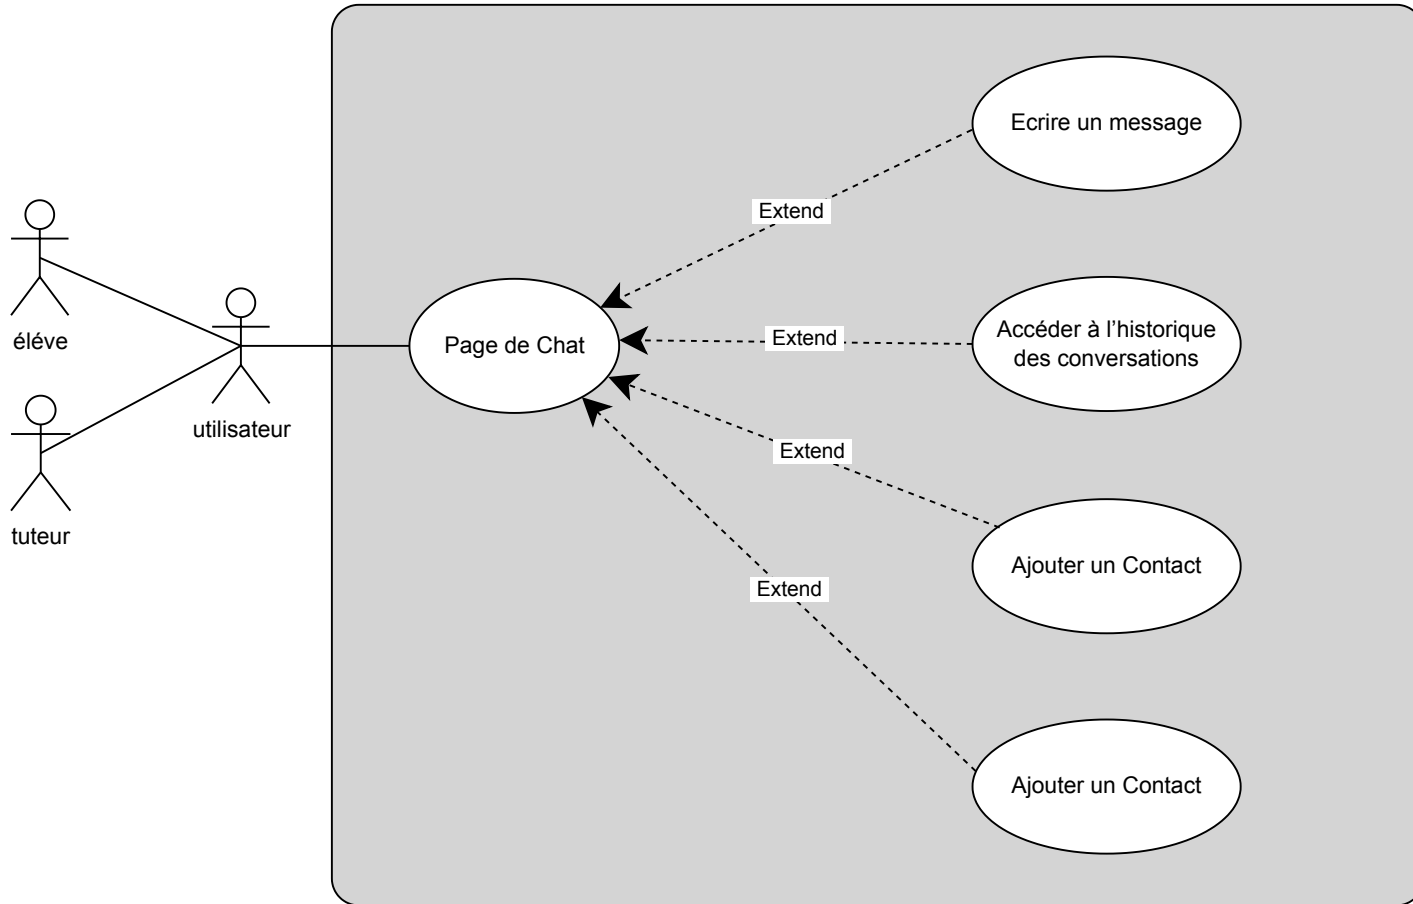 Ecrire un message
Extend
éléve
Page de Chat
Extend
Accéder à l’historique
des conversations
utilisateur
Extend
tuteur
Ajouter un Contact
Extend
Ajouter un Contact